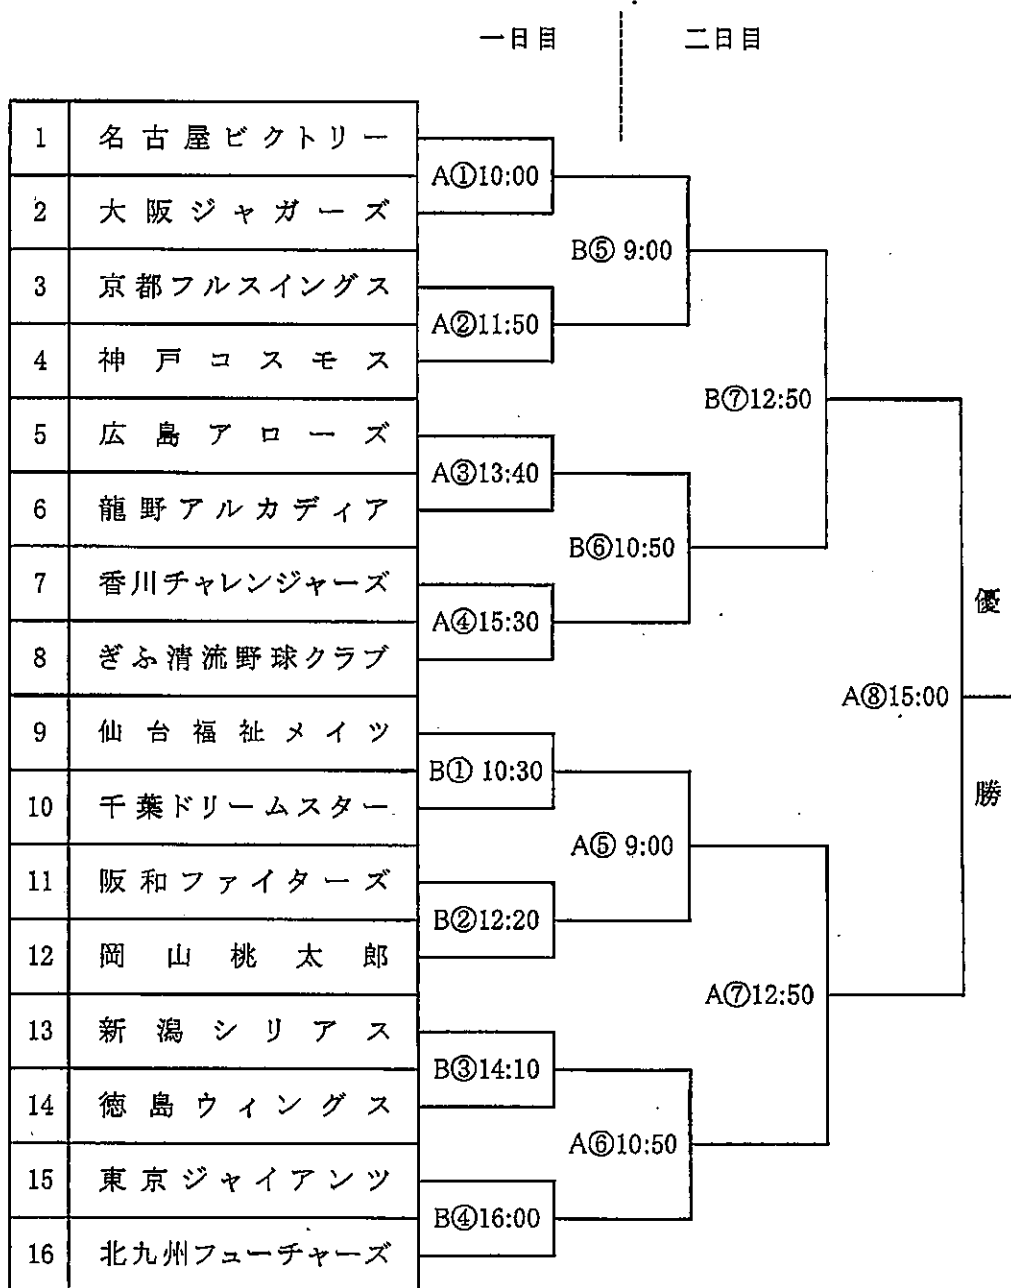 一日目 二日目
1 名古屋ビクトリー
A①10:00
2 大阪ジャガーズ
B⑤ 9:00
3 京都フルスイングス
A②11:50
4 神戸コスモス
B⑦12:50
5 広島アローズ
A③13:40
6 龍野アルカディア
B⑥10:50
7 香川チャレンジャーズ
A④15:30
8 ぎふ清流野球クラブ
優
A⑧15:00
勝
9 仙台福祉メイツ
B① 10:30
10 千葉ドリームスター
A⑤ 9:00
11 阪和ファイターズ
B②12:20
12 岡山桃太郎
A⑦12:50
13 新潟シリアス
B③14:10
14 徳島ウィングス
A⑥10:50
15 東京ジャイアンツ
B④16:00
16 北九州フューチャーズ